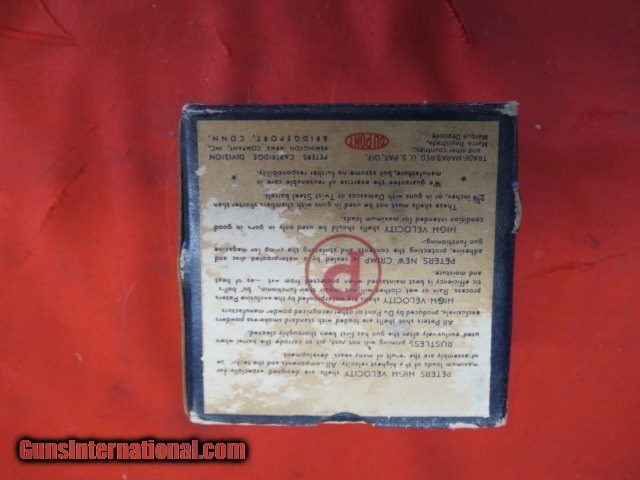 PETERS HIGH VELOCITY shells are designed especially for
maximum loads of the highest velocity. All components and the
of assembly are the result of many years of development.
RUSTLESS priming will not rust, pit or corrode the barrel when
used exclusively after the gun has first been thoroughly cleaned.
All Peters shot shells are loaded with standard smokeless powders
exclusively, produced by Du Pont or other recognized powder manufacturers.
HIGH VELOCITY shells are waterproofed by the exclusive Peters
process. Rain or wet clothes will not impair their functioning, but
efficiency is best maintained when protected from of heat
and moisture.
PETERS NEW CRIMP is sealed by a waterproofed disc and
adhesive, protecting the contents and assuring the crimp for magazine
gun functioning.
HIGH VELOCITY shells should be used only in guns in good
condition intended for maximum loads.
These shells must not be used in guns with chambers shorter than
2¾ inches, or in guns with Damascus or Twist or Steel barrels.
We guarantee the exercise of reasonable care in
manufacture, but assume no further responsibility.
PETERS CARTRIDGE DIVISION
REMINGTON ARMS COMPANY, INC.
BRIDGEPORT, CONN.
DU PONT
TRADE-MARKS REG. U.S. PAT. OFF.
and other countries.
Marca Registrada,
Marque Deposée
P
GunsInternational.com